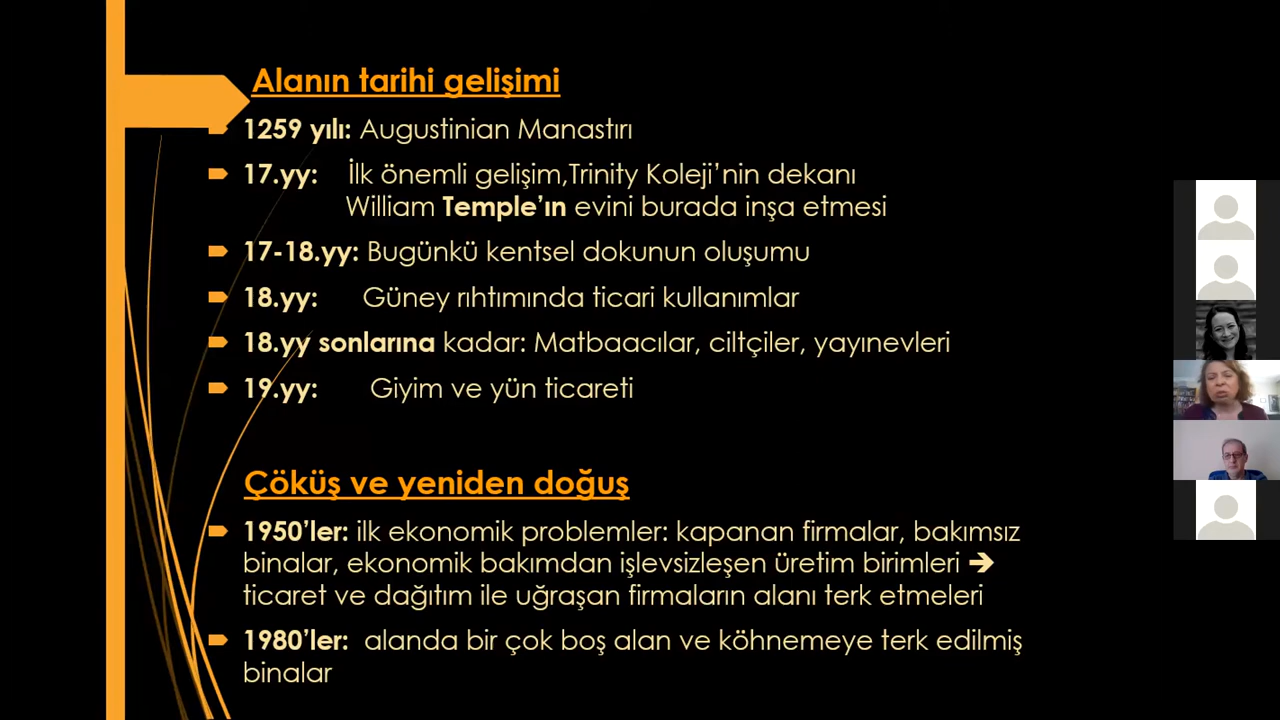 Alanın tarihi gelişimi
1259 yılı: Augustinian Manastırı
17.yy: İlk önemli gelişim,Trinity Koleji’nin dekanı
William Temple’ın evini burada inşa etmesi
17-18.yy: Bugünkü kentsel dokunun oluşumu
18.yy: Güney rıhtımında ticari kullanımlar
18.yy sonlarına kadar: Matbaacılar, ciltçiler, yayınevleri
19.yy: Giyim ve yün ticareti
Çöküş ve yeniden doğuş
1950’ler: ilk ekonomik problemler: kapanan firmalar, bakımsız
binalar, ekonomik bakımdan işlevsizleşen üretim birimleri ➔
ticaret ve dağıtım ile uğraşan firmaların alanı terk etmeleri
1980’ler: alanda bir çok boş alan ve köhnemeye terk edilmiş
binalar